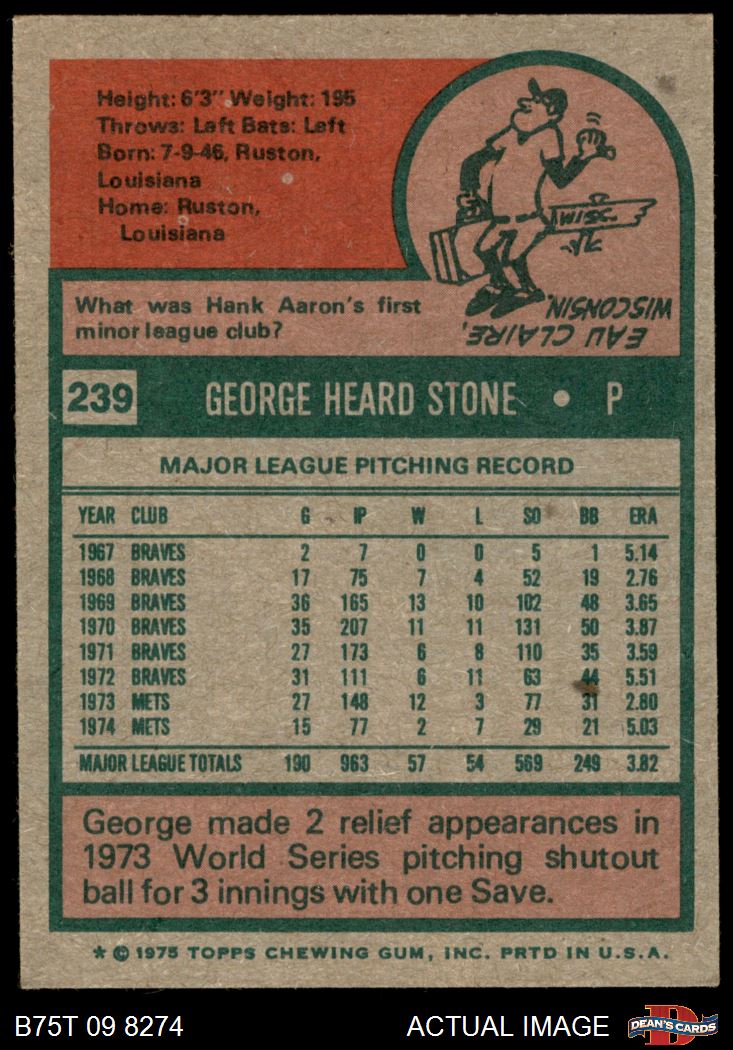 Height: 6'3" Weight: 195
Throws: Left Bats: Left
Born: 7-9-46, Ruston,
Louisiana
Home: Ruston,
Louisiana
WISC.
What was Hank Aaron's first
minor league club?
EAU CLAIRE,
WISCONSIN.
239 GEORGE HEARD STONE • P
MAJOR LEAGUE PITCHING RECORD
YEAR CLUB G IP W L SO BB ERA
1967 BRAVES 2 7 0 0 5 1 5.14
1968 BRAVES 17 75 7 4 52 19 2.76
1969 BRAVES 36 165 13 10 102 48 3.65
1970 BRAVES 35 207 11 11 131 50 3.87
1971 BRAVES 27 173 6 8 110 35 3.59
1972 BRAVES 31 111 6 11 63 44 5.51
1973 METS 27 148 12 3 77 31 2.80
1974 METS 15 77 2 7 29 21 5.03
MAJOR LEAGUE TOTALS 190 963 57 54 569 249 3.82
George made 2 relief appearances in
1973 World Series pitching shutout
ball for 3 innings with one Save.
* © 1975 TOPPS CHEWING GUM, INC. PRTD IN U.S.A.
B75T 09 8274 ACTUAL IMAGE D DEAN'S CARDS